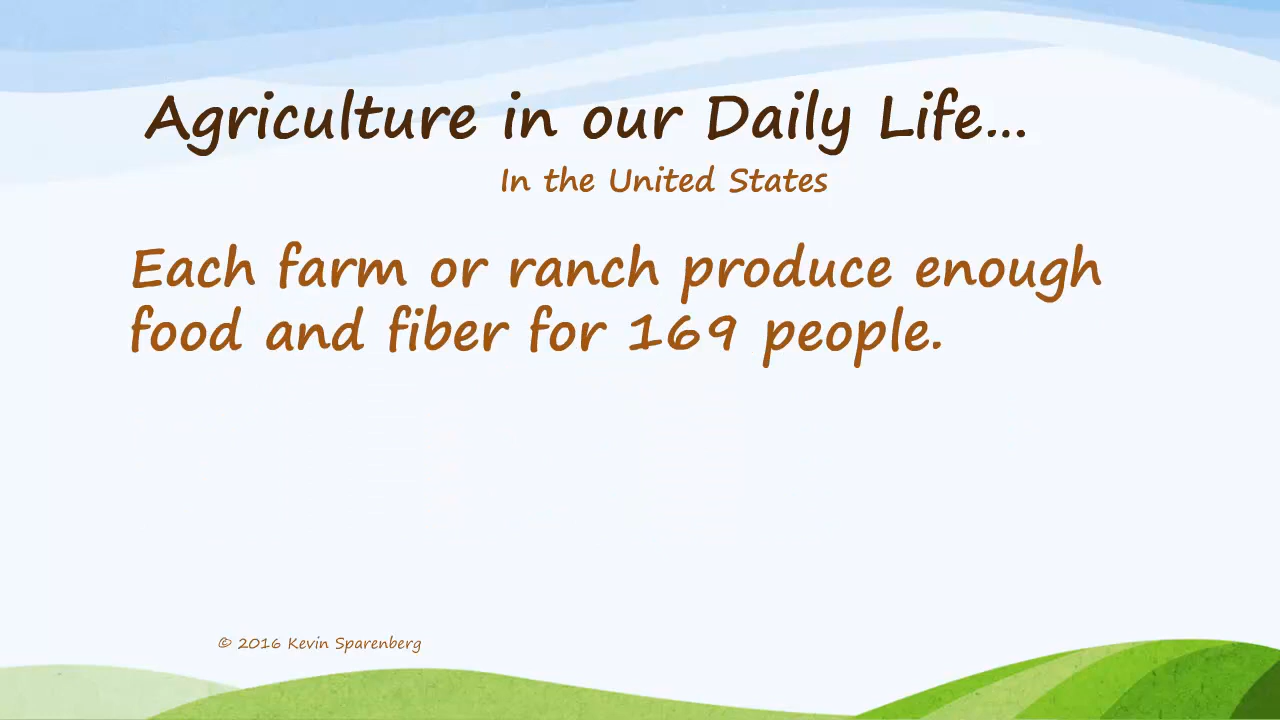 Agriculture in our Daily Life...
In the United States
Each farm or ranch produce enough
food and fiber for 169 people.
© 2016 Kevin Sparenberg